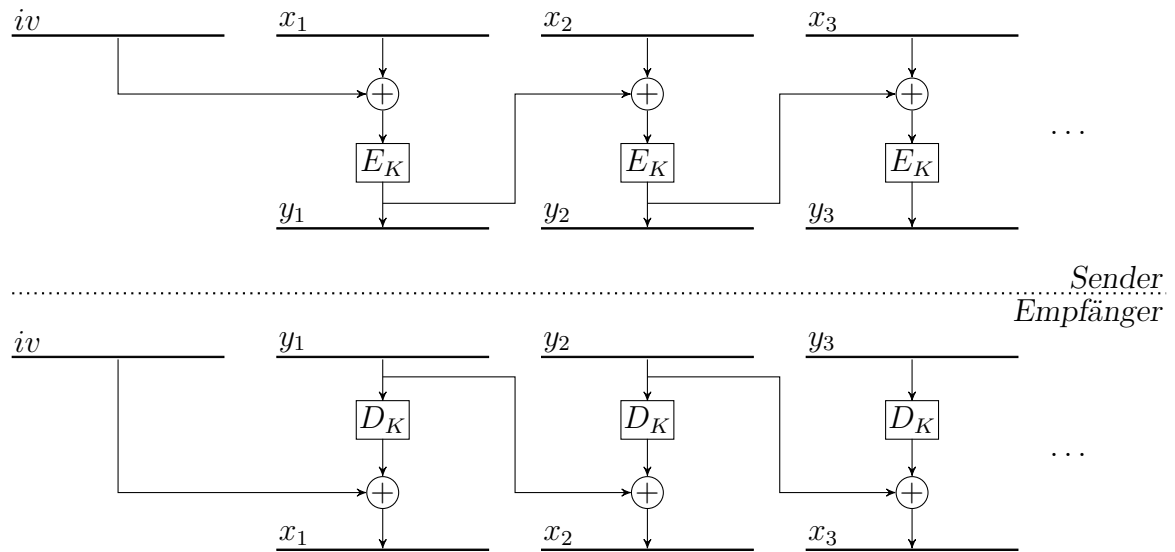 iv x₁ x₂ x₃
+ + +
. . .
E_K E_K E_K
y₁ y₂ y₃
Sender
Empfänger
iv y₁ y₂ y₃
D_K D_K D_K
. . .
+ + +
x₁ x₂ x₃